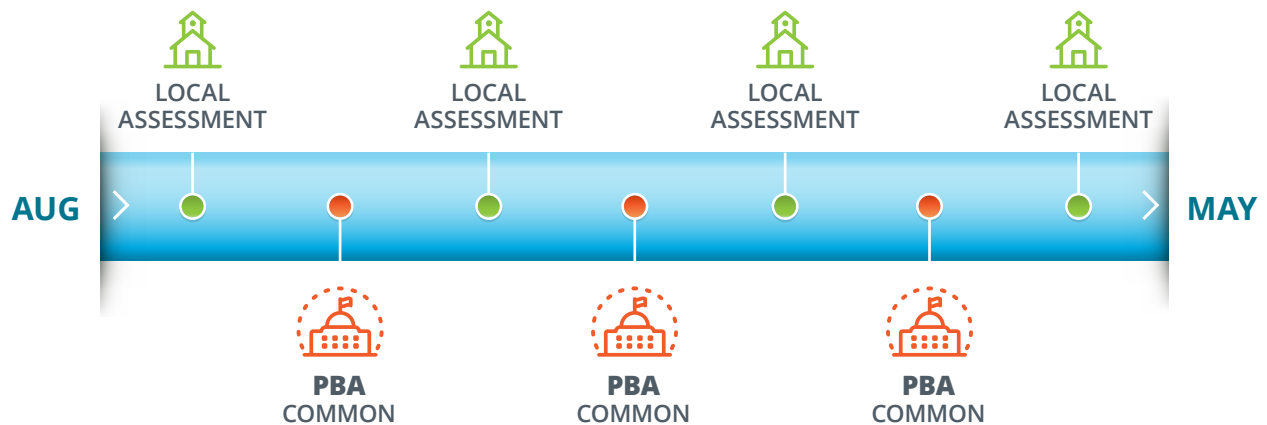 LOCAL
ASSESSMENT
LOCAL
ASSESSMENT
LOCAL
ASSESSMENT
LOCAL
ASSESSMENT
AUG
MAY
PBA
COMMON
PBA
COMMON
PBA
COMMON